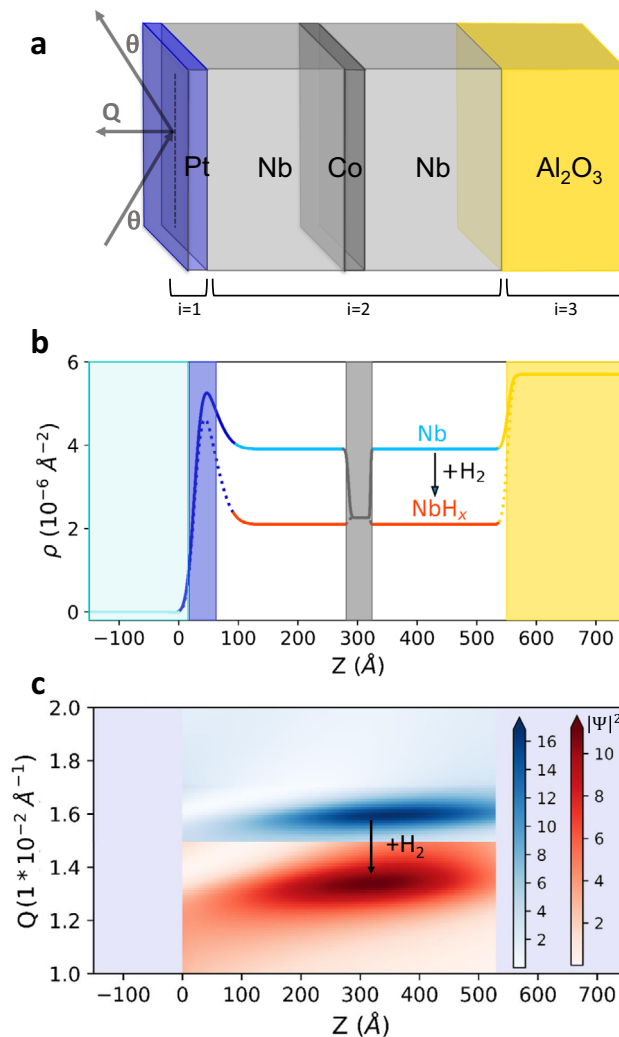 a
θ
Q
θ
Pt
Nb
Co
Nb
Al₂O₃
i=1
i=2
i=3
b
6
4
2
0
ρ (10⁻⁶ Å⁻²)
Nb
+H₂
NbHₓ
−100 0 100 200 300 400 500 600 700
Z (Å)
c
2.0
1.8
1.6
1.4
1.2
1.0
Q(1*10⁻² Å⁻¹)
+H₂
|Ψ|²
16
14
12
10
8
6
4
2
10
8
6
4
2
−100 0 100 200 300 400 500 600 700
Z (Å)